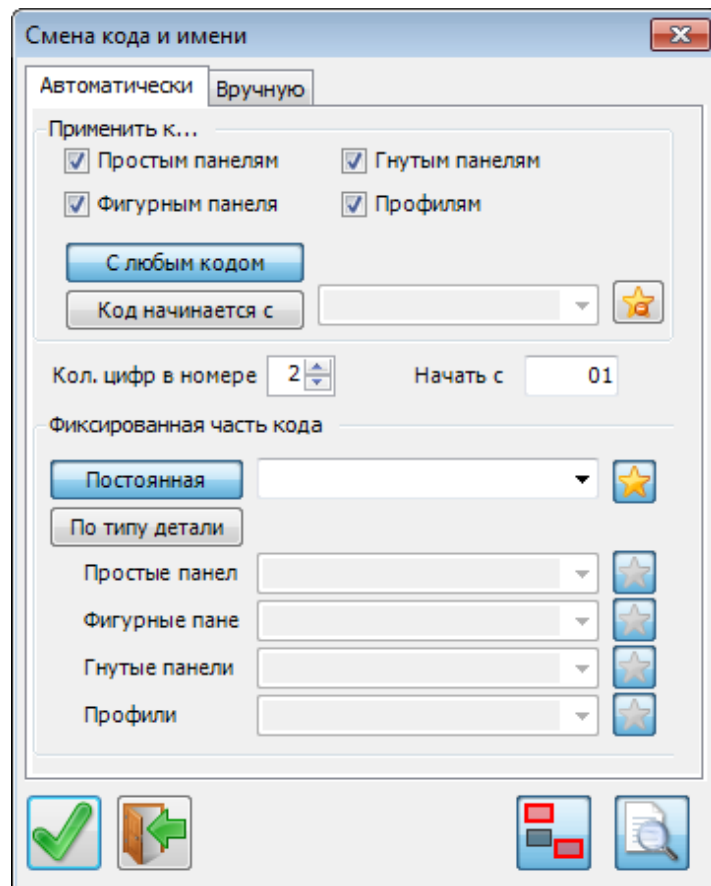 Смена кода и имени
Автоматически Вручную
Применить к...
Простым панелям Гнутым панелям
Фигурным панеля Профилям
С любым кодом
Код начинается с
Кол. цифр в номере 2 Начать с 01
Фиксированная часть кода
Постоянная
По типу детали
Простые панел
Фигурные пане
Гнутые панели
Профили